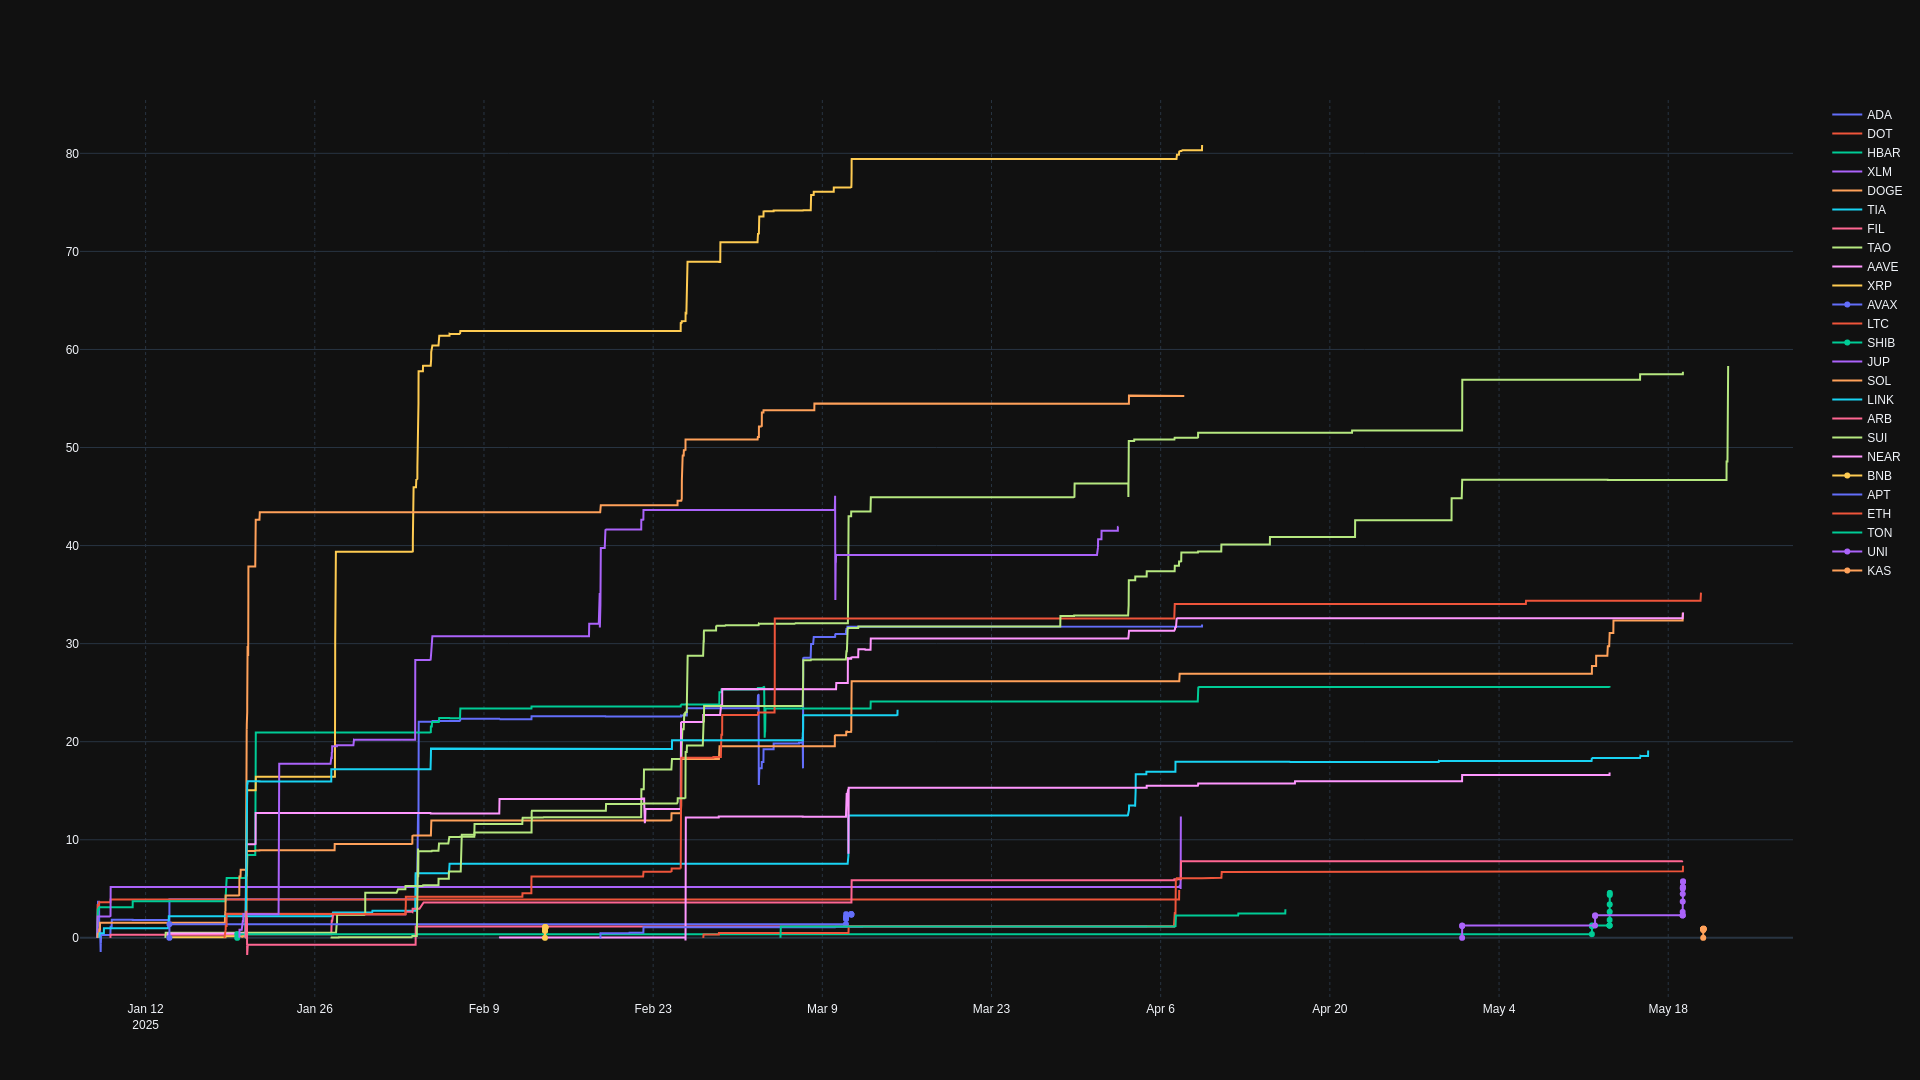 80
70
60
50
40
30
20
10
0
Jan 12
2025
Jan 26
Feb 9
Feb 23
Mar 9
Mar 23
Apr 6
Apr 20
May 4
May 18
ADA
DOT
HBAR
XLM
DOGE
TIA
FIL
TAO
AAVE
XRP
AVAX
LTC
SHIB
JUP
SOL
LINK
ARB
SUI
NEAR
BNB
APT
ETH
TON
UNI
KAS